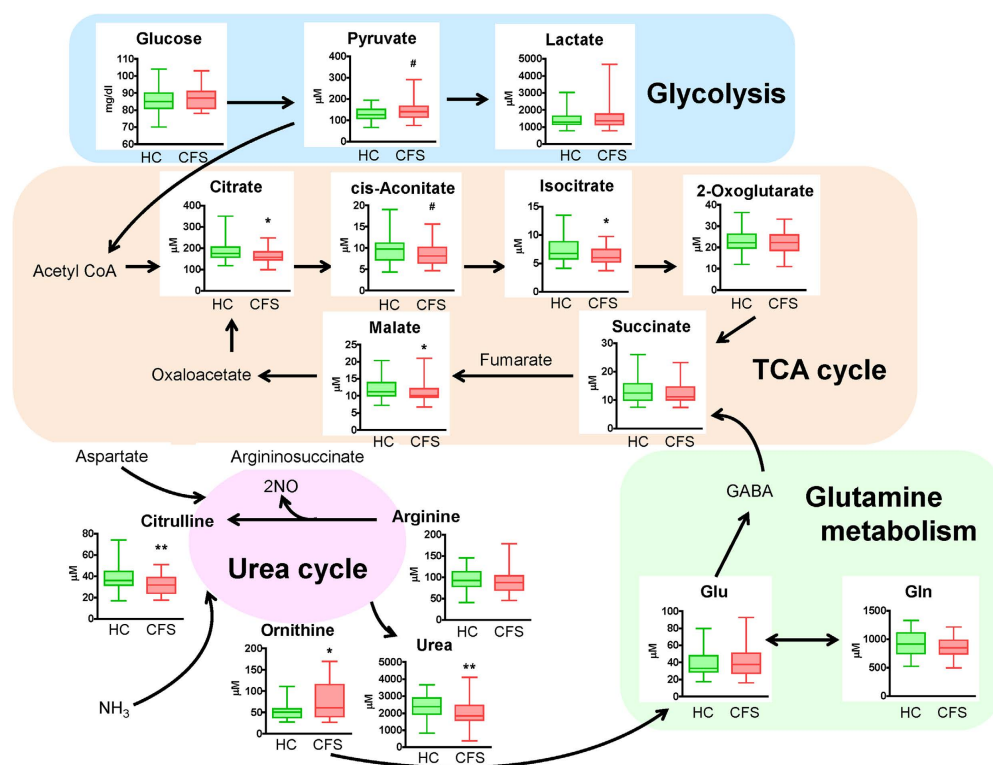 Glucose
mg/dl
110
100
90
80
70
60
HC CFS
Pyruvate
#
µM
400
300
200
100
0
HC CFS
Lactate
µM
5000
4000
3000
2000
1000
0
HC CFS
Glycolysis
Citrate
*
µM
400
300
200
100
0
HC CFS
cis-Aconitate
#
µM
20
15
10
5
0
HC CFS
Isocitrate
*
µM
15
10
5
0
HC CFS
2-Oxoglutarate
µM
40
30
20
10
0
HC CFS
Acetyl CoA
Oxaloacetate
Malate
*
µM
25
20
15
10
5
0
HC CFS
Fumarate
Succinate
µM
30
20
10
0
HC CFS
TCA cycle
Aspartate
Argininosuccinate
2NO
Citrulline
**
µM
80
60
40
20
0
HC CFS
Arginine
µM
200
150
100
50
0
HC CFS
Urea cycle
NH3
Ornithine
*
µM
200
150
100
50
0
HC CFS
Urea
**
µM
5000
4000
3000
2000
1000
0
HC CFS
GABA
Glutamine
metabolism
Glu
µM
100
80
60
40
20
0
HC CFS
Gln
µM
1500
1000
500
0
HC CFS